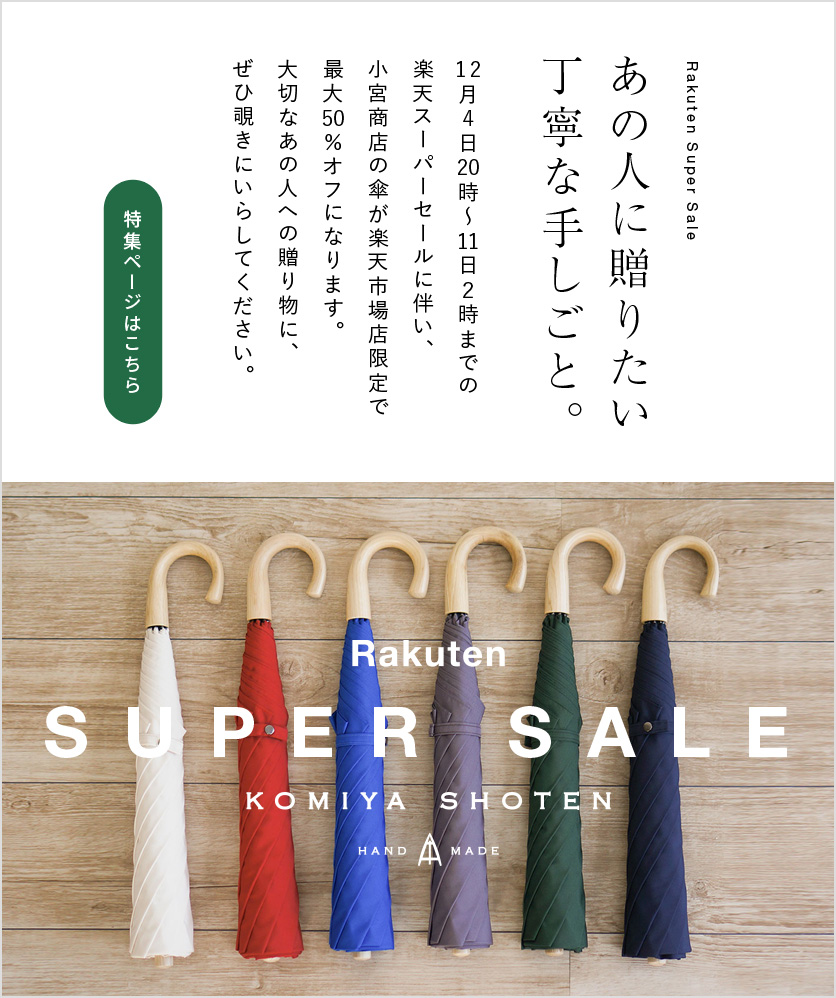 Rakuten Super Sale
あの人に贈りたい
丁寧な手しごと。
12月4日20時〜11日2時までの
楽天スーパーセールに伴い、
小宮商店の傘が楽天市場店限定で
最大50%オフになります。
大切なあの人への贈り物に、
ぜひ覗きにいらしてください。
特集ページはこちら
Rakuten
SUPER SALE
KOMIYA SHOTEN
HAND MADE